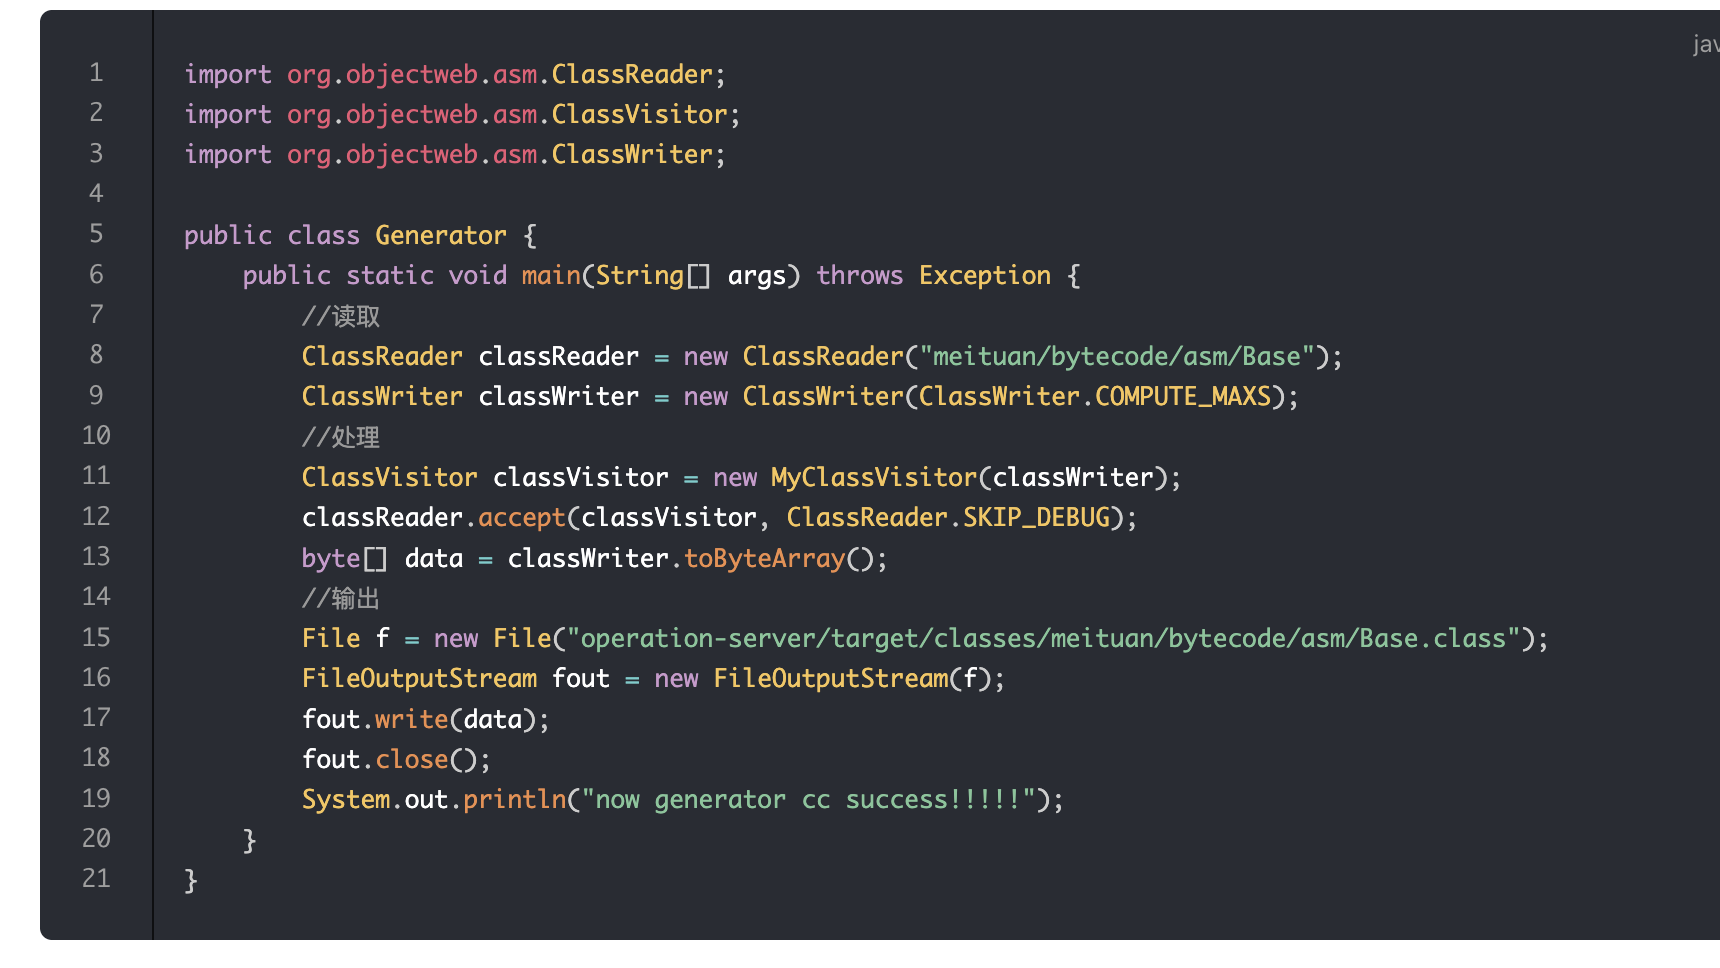 jav
1 import org.objectweb.asm.ClassReader;
2 import org.objectweb.asm.ClassVisitor;
3 import org.objectweb.asm.ClassWriter;
4
5 public class Generator {
6     public static void main(String[] args) throws Exception {
7         //读取
8         ClassReader classReader = new ClassReader("meituan/bytecode/asm/Base");
9         ClassWriter classWriter = new ClassWriter(ClassWriter.COMPUTE_MAXS);
10         //处理
11         ClassVisitor classVisitor = new MyClassVisitor(classWriter);
12         classReader.accept(classVisitor, ClassReader.SKIP_DEBUG);
13         byte[] data = classWriter.toByteArray();
14         //输出
15         File f = new File("operation-server/target/classes/meituan/bytecode/asm/Base.class");
16         FileOutputStream fout = new FileOutputStream(f);
17         fout.write(data);
18         fout.close();
19         System.out.println("now generator cc success!!!!!");
20     }
21 }